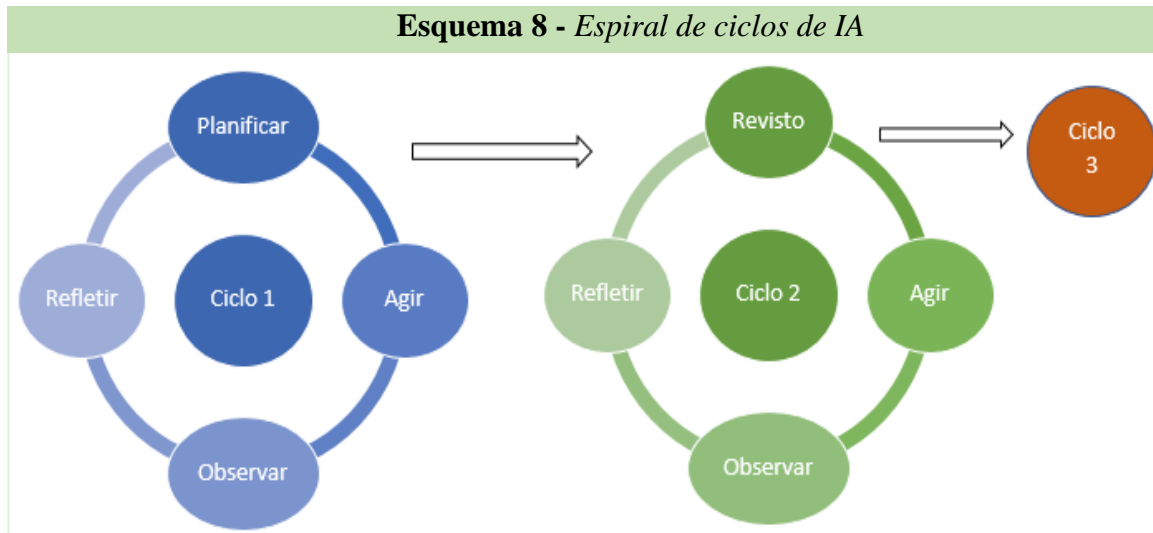 Esquema 8 - Espiral de ciclos de IA
Planificar
Refletir
Ciclo 1
Agir
Observar
Revisto
Refletir
Ciclo 2
Agir
Observar
Ciclo
3